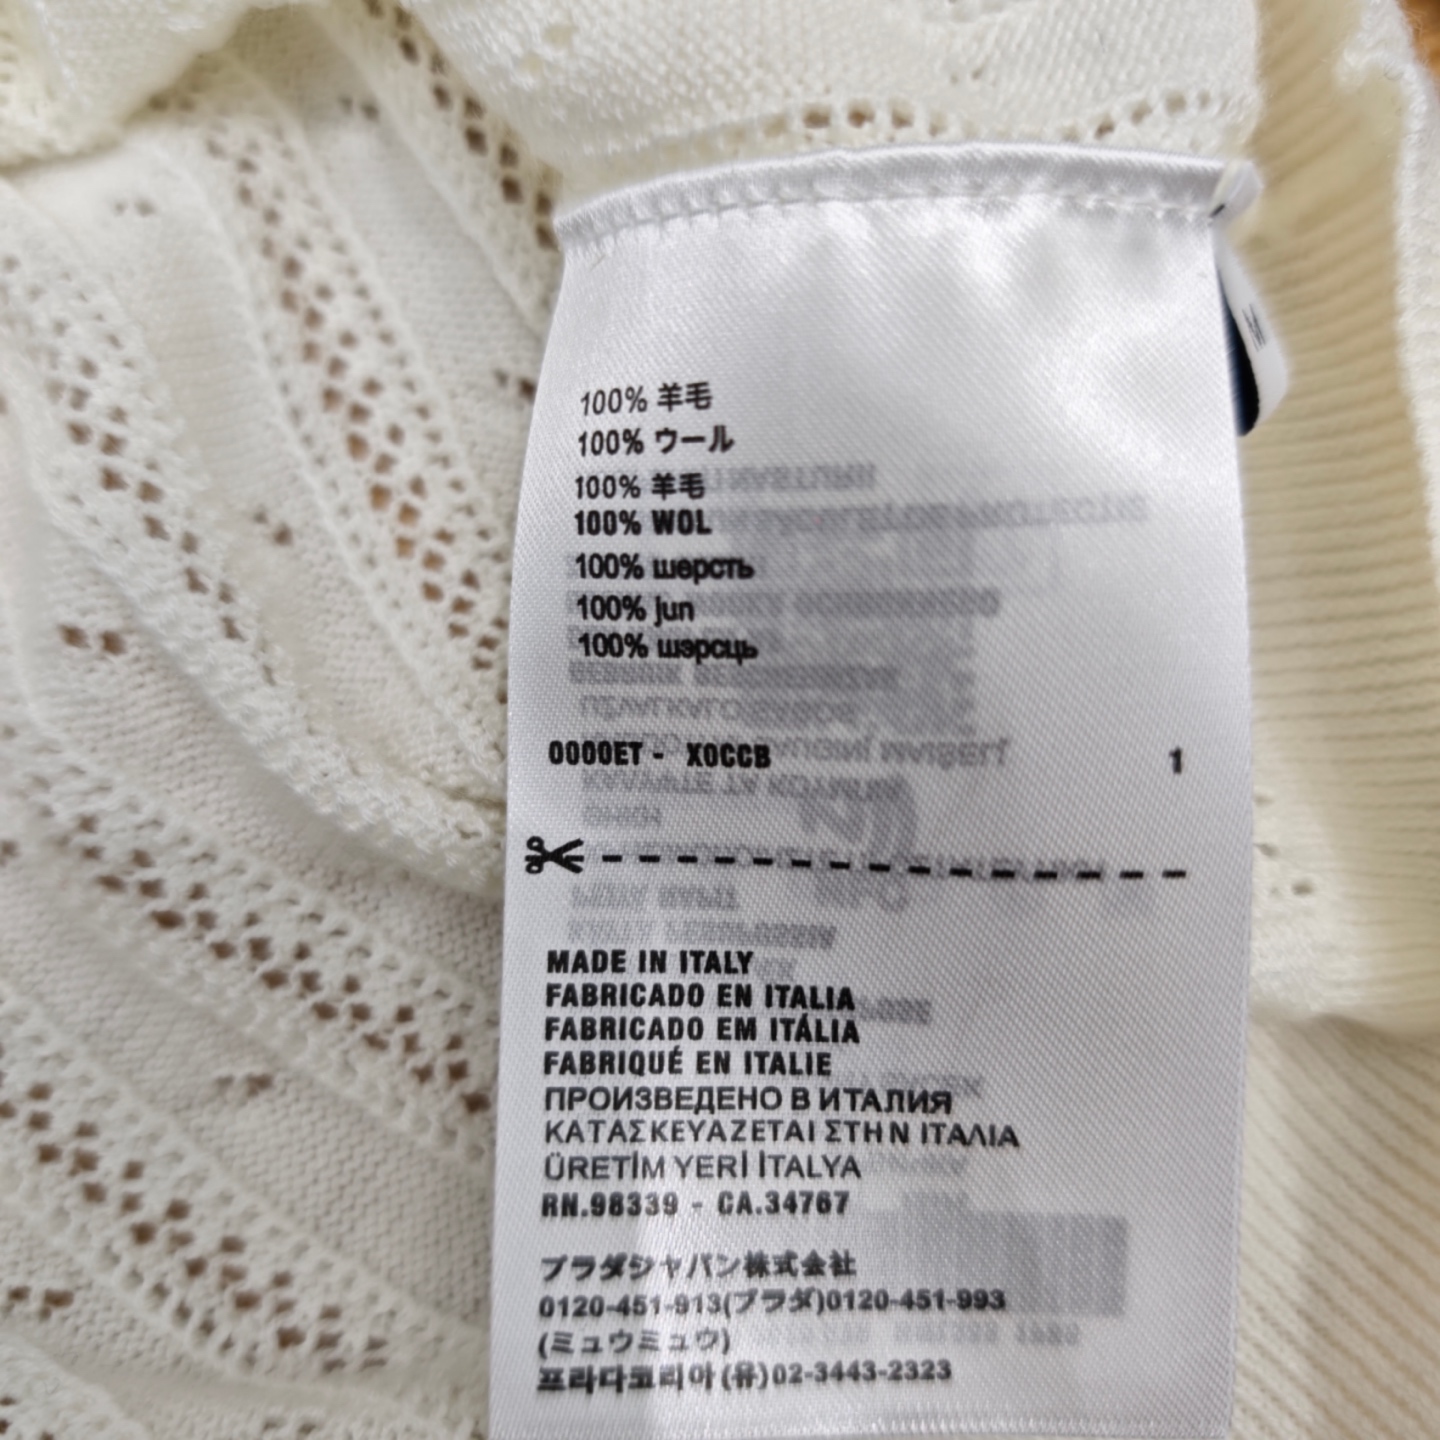 100% 羊毛
100% ウール
100% 羊毛
100% WOL
100% шерсть
100% jun
100% шэрсць
0000ET - X0CCB 1
MADE IN ITALY
FABRICADO EN ITALIA
FABRICADO EM ITÁLIA
FABRIQUÉ EN ITALIE
ПРОИЗВЕДЕНО В ИТАЛИЯ
ΚΑΤΑΣΚΕΥΑΖΕΤΑΙ ΣΤΗΝ ΙΤΑΛΙΑ
ÜRETİM YERİ İTALYA
RN.98339 - CA.34767
プラダジャパン株式会社
0120-451-913(プラダ)0120-451-993
(ミュウミュウ)
프라다코리아(유)02-3443-2323